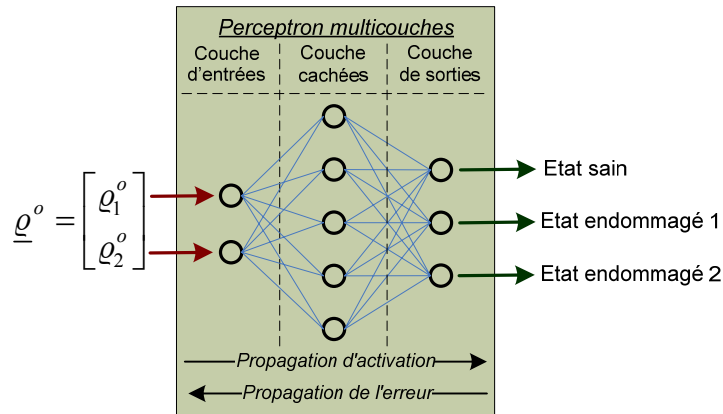 Perceptron multicouches
Couche d'entrées
Couche cachées
Couche de sorties
ϱ^o = [ϱ_1^o ϱ_2^o]
Etat sain
Etat endommagé 1
Etat endommagé 2
Propagation d'activation
Propagation de l'erreur